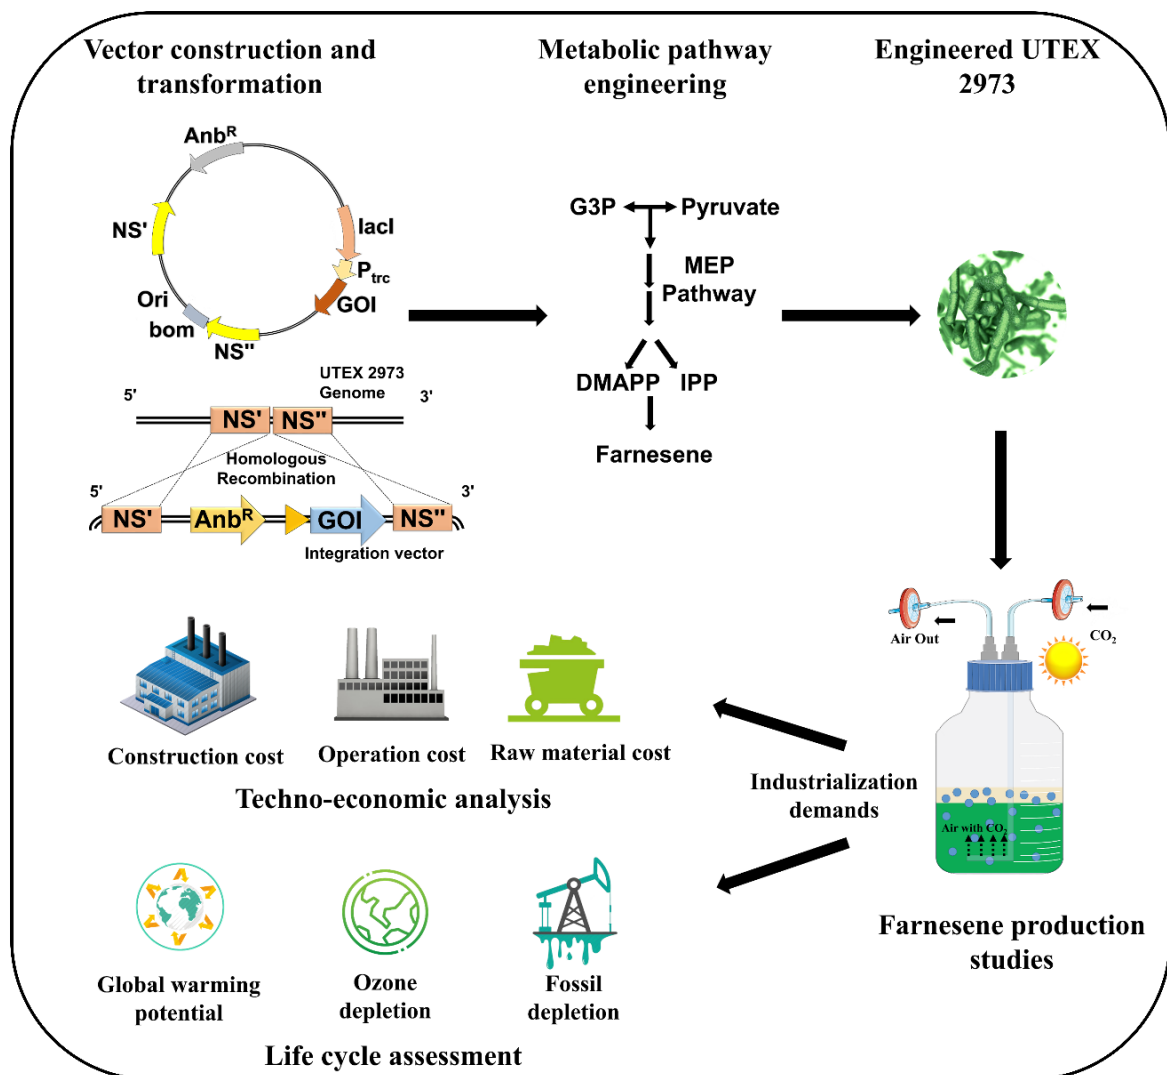 Vector construction and
transformation
Metabolic pathway
engineering
Engineered UTEX
2973
Anbᴿ
NS'
lacI
Pₜᵣc
GOI
Ori
bom
NS"
G3P
Pyruvate
MEP
Pathway
DMAPP
IPP
Farnesene
UTEX 2973
Genome
5'
3'
NS'
NS"
Homologous
Recombination
5'
3'
NS'
Anbᴿ
GOI
NS"
Integration vector
Air Out
CO₂
Air with CO₂
Farnesene production
studies
Industrialization
demands
Construction cost
Operation cost
Raw material cost
Techno-economic analysis
Global warming
potential
Ozone
depletion
Fossil
depletion
Life cycle assessment